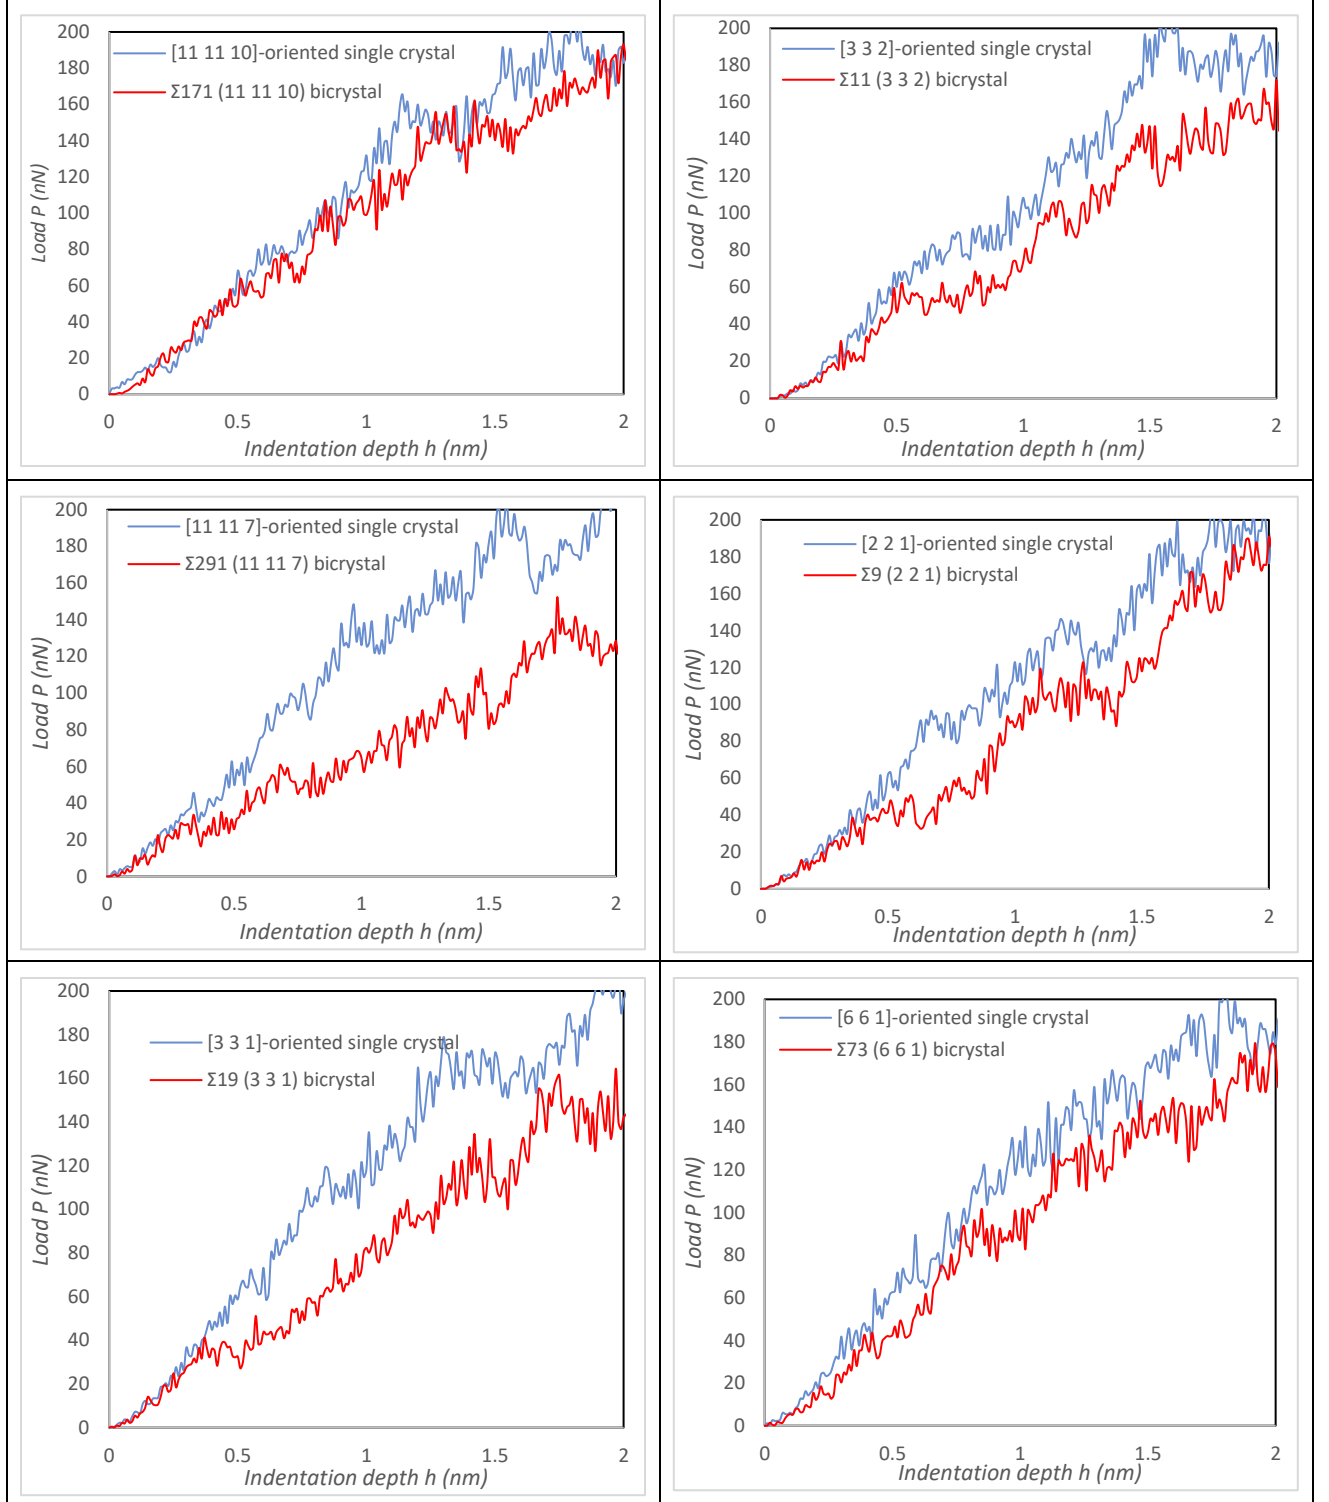 [11 11 10]-oriented single crystal
Σ171 (11 11 10) bicrystal
Load P (nN)
200
180
160
140
120
100
80
60
40
20
0
0 0.5 1 1.5 2
Indentation depth h (nm)
[3 3 2]-oriented single crystal
Σ11 (3 3 2) bicrystal
Load P (nN)
200
180
160
140
120
100
80
60
40
20
0
0 0.5 1 1.5 2
Indentation depth h (nm)
[11 11 7]-oriented single crystal
Σ291 (11 11 7) bicrystal
Load P (nN)
200
180
160
140
120
100
80
60
40
20
0
0 0.5 1 1.5 2
Indentation depth h (nm)
[2 2 1]-oriented single crystal
Σ9 (2 2 1) bicrystal
Load P (nN)
200
180
160
140
120
100
80
60
40
20
0
0 0.5 1 1.5 2
Indentation depth h (nm)
[3 3 1]-oriented single crystal
Σ19 (3 3 1) bicrystal
Load P (nN)
200
180
160
140
120
100
80
60
40
20
0
0 0.5 1 1.5 2
Indentation depth h (nm)
[6 6 1]-oriented single crystal
Σ73 (6 6 1) bicrystal
Load P (nN)
200
180
160
140
120
100
80
60
40
20
0
0 0.5 1 1.5 2
Indentation depth h (nm)